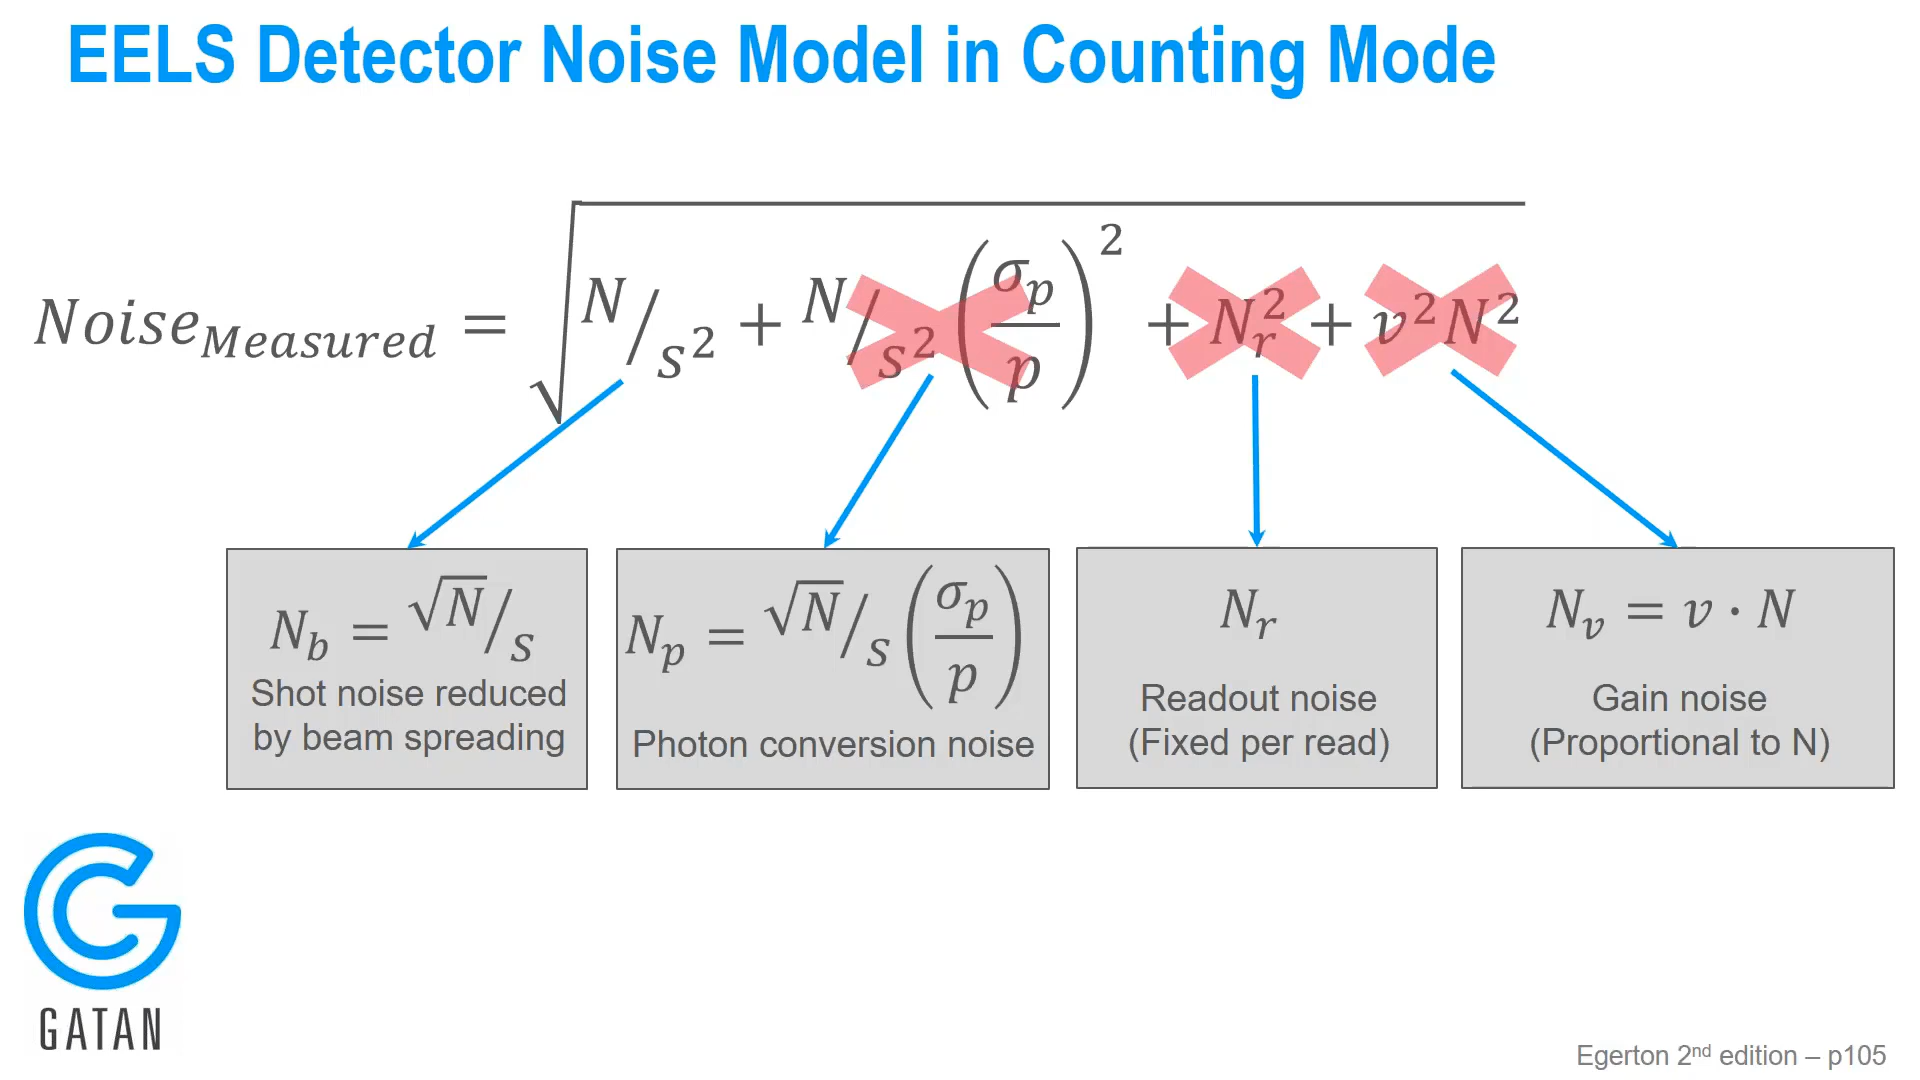 EELS Detector Noise Model in Counting Mode
Noise_Measured = √(N/s² + N/s² (σ_p/p)² + N_r² + v²N²)
N_b = √N/s
Shot noise reduced
by beam spreading
N_p = √N/s (σ_p/p)
Photon conversion noise
N_r
Readout noise
(Fixed per read)
N_v = v · N
Gain noise
(Proportional to N)
GATAN
Egerton 2nd edition – p105